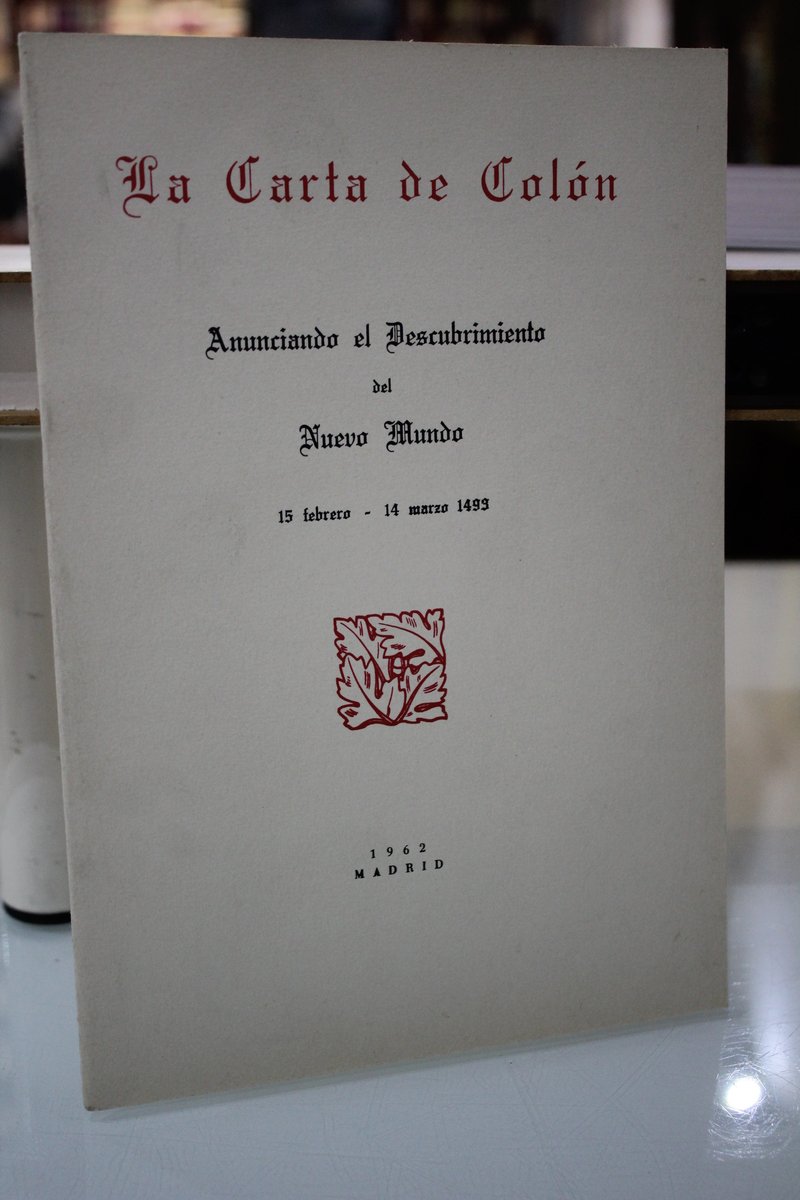 La Carta de Colón
Anunciando el Descubrimiento
del
Nuevo Mundo
15 febrero - 14 marzo 1493
1962
MADRID